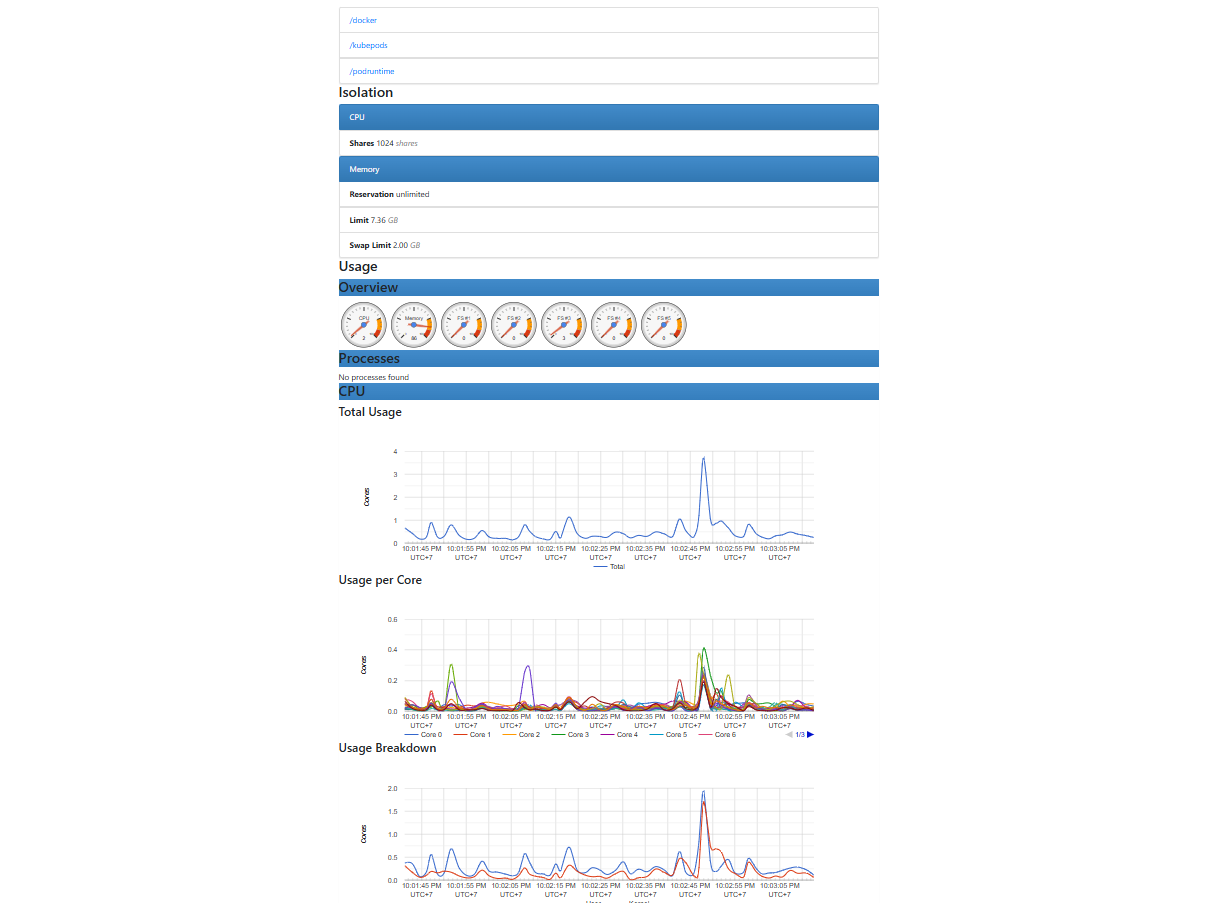 /docker
/kubepods
/podruntime
Isolation
CPU
Shares 1024 shares
Memory
Reservation unlimited
Limit 7.36 GB
Swap Limit 2.00 GB
Usage
Overview
CPU Memory FS #1 FS #2 FS #3 FS #4 FS #5
2 86 0 0 3 0 0
Processes
No processes found
CPU
Total Usage
4
3
Cores
2
1
0
10:01:45 PM 10:01:55 PM 10:02:05 PM 10:02:15 PM 10:02:25 PM 10:02:35 PM 10:02:45 PM 10:02:55 PM 10:03:05 PM
UTC+7 UTC+7 UTC+7 UTC+7 UTC+7 UTC+7 UTC+7 UTC+7 UTC+7
Total
Usage per Core
0.6
0.4
Cores
0.2
0.0
10:01:45 PM 10:01:55 PM 10:02:05 PM 10:02:15 PM 10:02:25 PM 10:02:35 PM 10:02:45 PM 10:02:55 PM 10:03:05 PM
UTC+7 UTC+7 UTC+7 UTC+7 UTC+7 UTC+7 UTC+7 UTC+7 UTC+7
Core 0 Core 1 Core 2 Core 3 Core 4 Core 5 Core 6 1/3
Usage Breakdown
2.0
1.5
Cores
1.0
0.5
0.0
10:01:45 PM 10:01:55 PM 10:02:05 PM 10:02:15 PM 10:02:25 PM 10:02:35 PM 10:02:45 PM 10:02:55 PM 10:03:05 PM
UTC+7 UTC+7 UTC+7 UTC+7 UTC+7 UTC+7 UTC+7 UTC+7 UTC+7